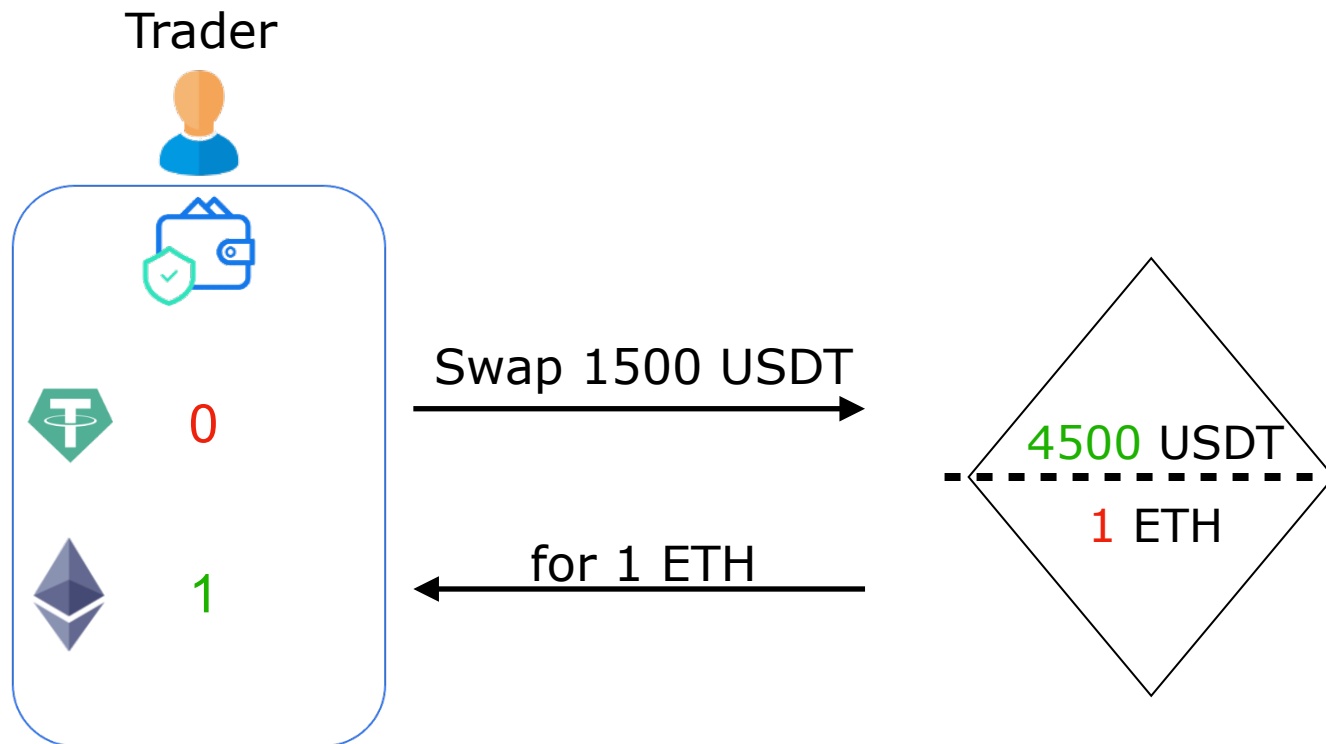 Trader
Swap 1500 USDT
0
4500 USDT
1 ETH
for 1 ETH
1